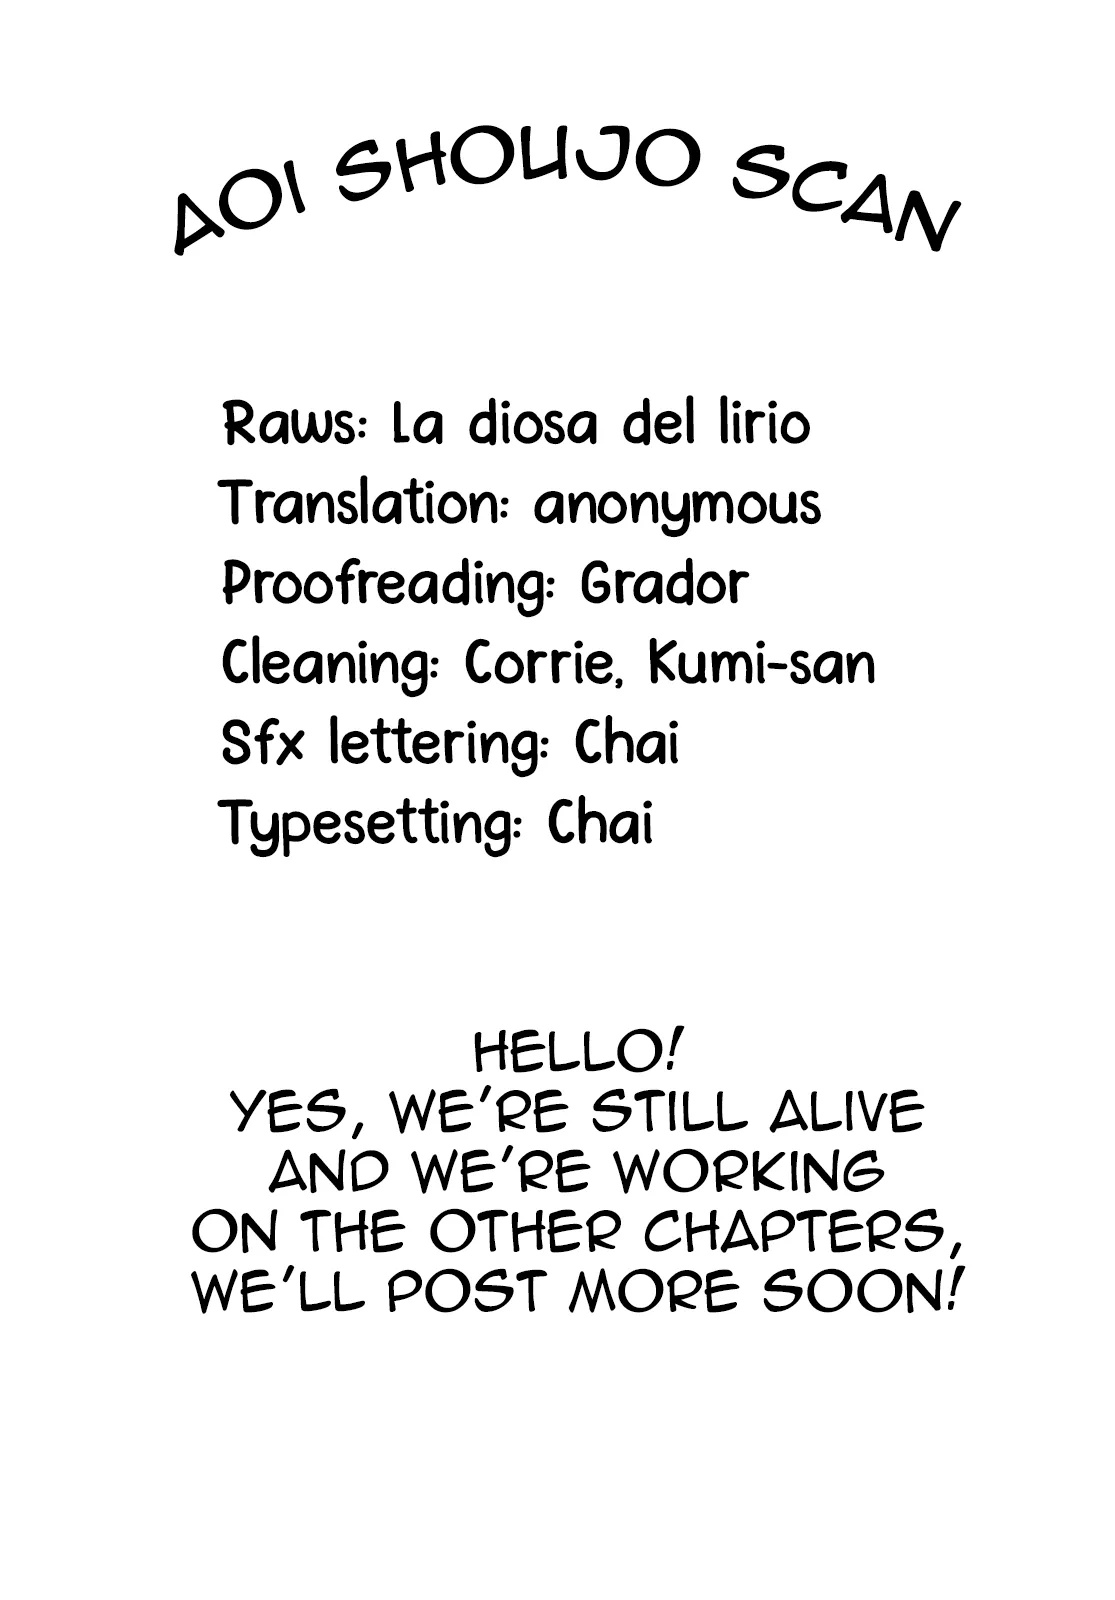 AOI SHOUJO SCAN
Raws: La diosa del lirio
Translation: anonymous
Proofreading: Grador
Cleaning: Corrie, Kumi-san
Sfx lettering: Chai
Typesetting: Chai
HELLO!
YES, WE'RE STILL ALIVE
AND WE'RE WORKING
ON THE OTHER CHAPTERS,
WE'LL POST MORE SOON!